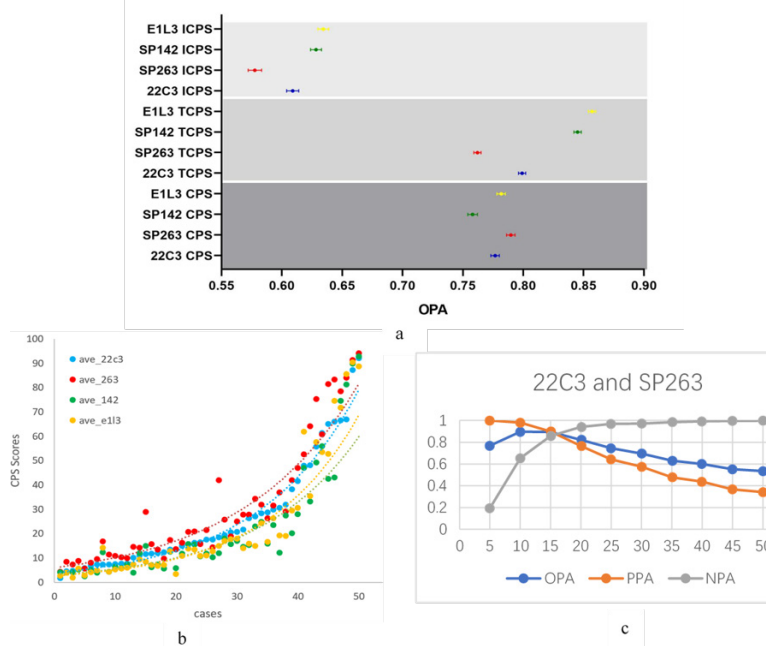 E1L3 ICPS
SP142 ICPS
SP263 ICPS
22C3 ICPS
E1L3 TCPS
SP142 TCPS
SP263 TCPS
22C3 TCPS
E1L3 CPS
SP142 CPS
SP263 CPS
22C3 CPS
0.55 0.60 0.65 0.70 0.75 0.80 0.85 0.90
OPA
a
100
90
80
70
60
50
40
30
20
10
0
CPS Scores
ave_22c3
ave_263
ave_142
ave_e1l3
0 10 20 30 40 50
cases
b
22C3 and SP263
1
0.8
0.6
0.4
0.2
0
0 5 10 15 20 25 30 35 40 45 50
OPA PPA NPA
c